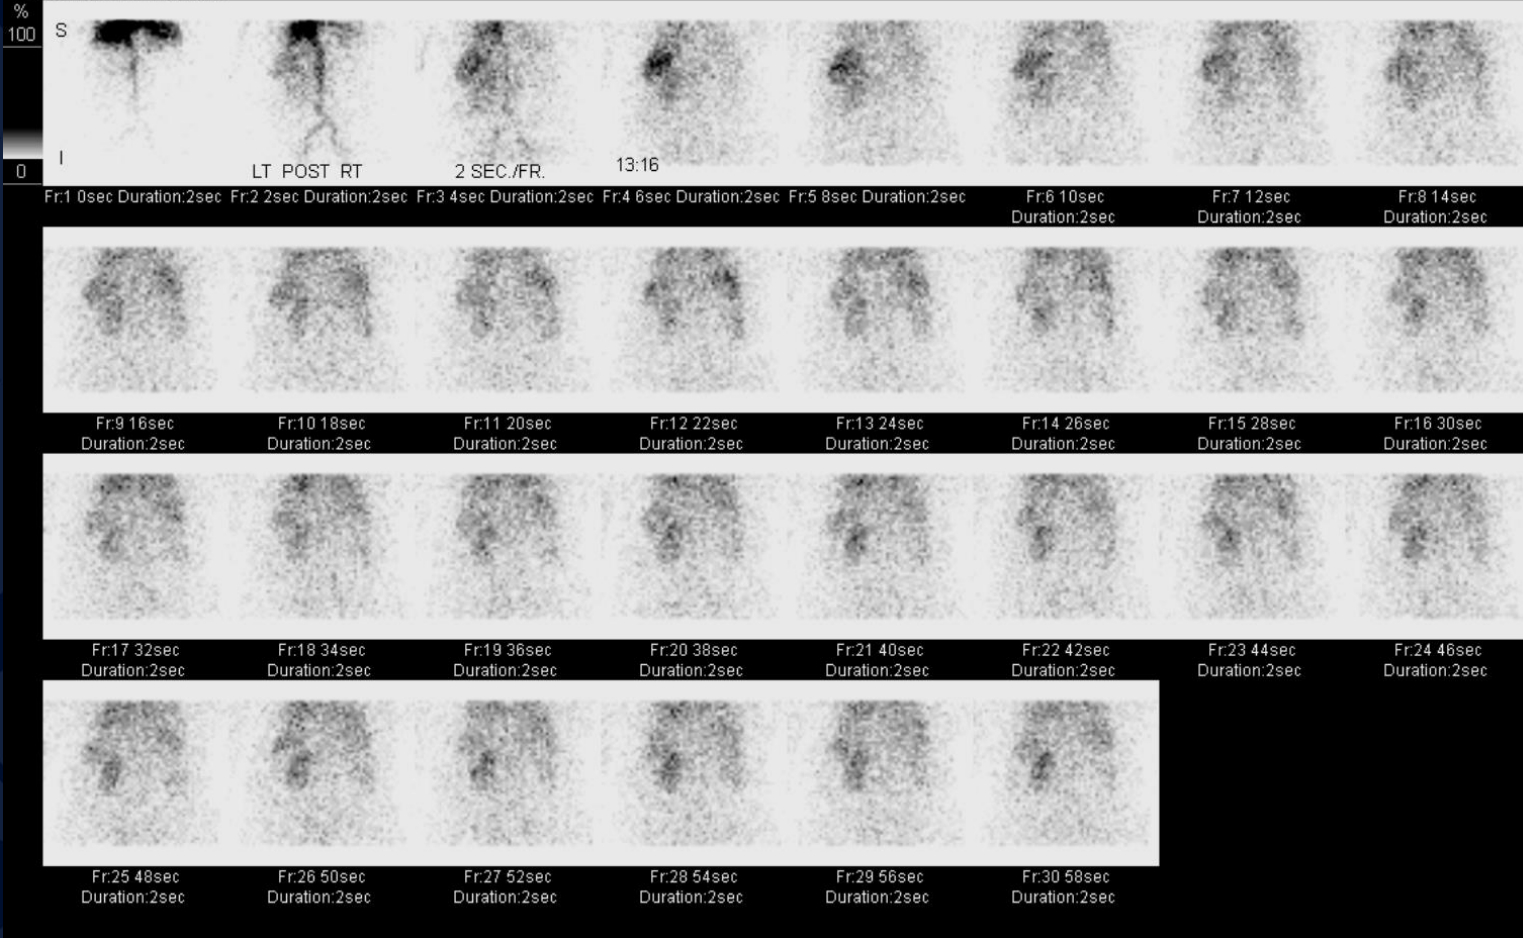 %
100
S
I
0
LT POST RT
2 SEC./FR.
13:16
Fr:1 0sec Duration:2sec
Fr:2 2sec Duration:2sec
Fr:3 4sec Duration:2sec
Fr:4 6sec Duration:2sec
Fr:5 8sec Duration:2sec
Fr:6 10sec
Duration:2sec
Fr:7 12sec
Duration:2sec
Fr:8 14sec
Duration:2sec
Fr:9 16sec
Duration:2sec
Fr:10 18sec
Duration:2sec
Fr:11 20sec
Duration:2sec
Fr:12 22sec
Duration:2sec
Fr:13 24sec
Duration:2sec
Fr:14 26sec
Duration:2sec
Fr:15 28sec
Duration:2sec
Fr:16 30sec
Duration:2sec
Fr:17 32sec
Duration:2sec
Fr:18 34sec
Duration:2sec
Fr:19 36sec
Duration:2sec
Fr:20 38sec
Duration:2sec
Fr:21 40sec
Duration:2sec
Fr:22 42sec
Duration:2sec
Fr:23 44sec
Duration:2sec
Fr:24 46sec
Duration:2sec
Fr:25 48sec
Duration:2sec
Fr:26 50sec
Duration:2sec
Fr:27 52sec
Duration:2sec
Fr:28 54sec
Duration:2sec
Fr:29 56sec
Duration:2sec
Fr:30 58sec
Duration:2sec